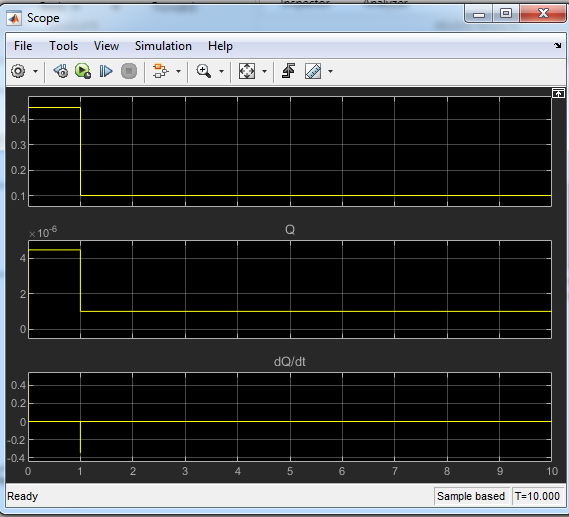 Scope
File Tools View Simulation Help
0.4
0.3
0.2
0.1
×10⁻⁶
Q
4
2
0
dQ/dt
0.4
0.2
0
-0.2
-0.4
0 1 2 3 4 5 6 7 8 9 10
Ready Sample based T=10.000